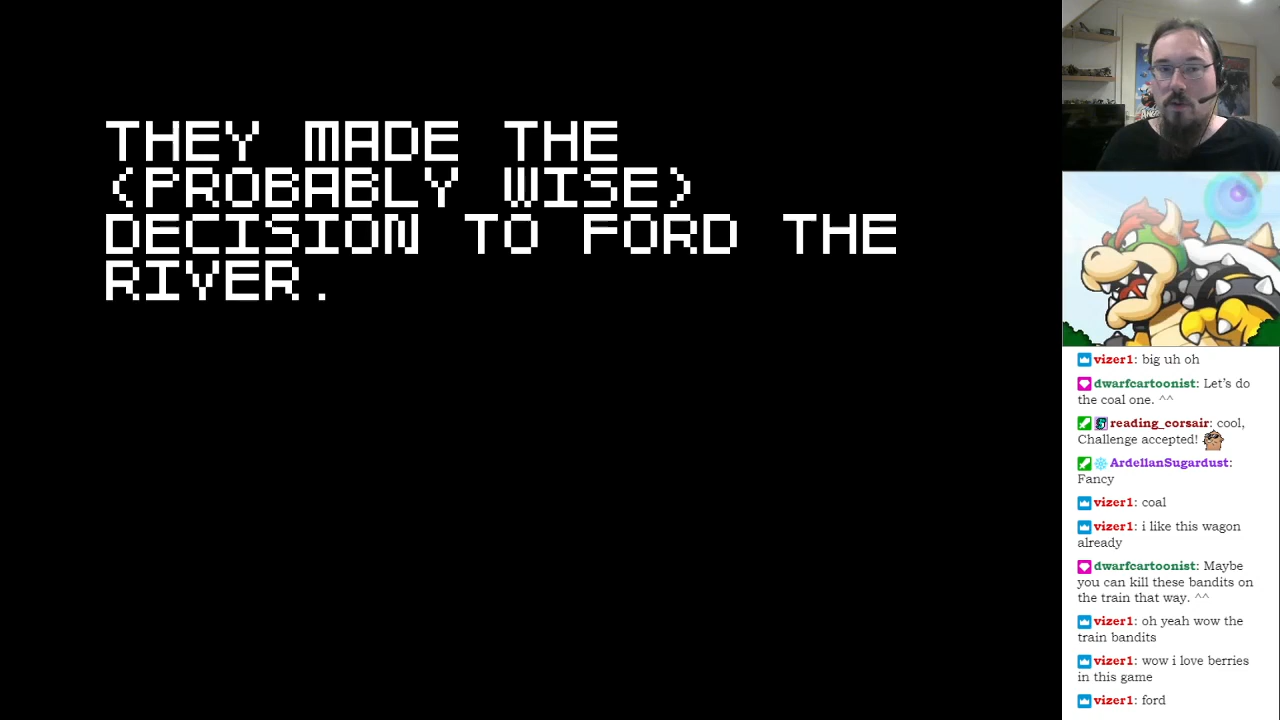 THEY MADE THE
(PROBABLY WISE)
DECISION TO FORD THE
RIVER.
vizer1: big uh oh
dwarfcartoonist: Let's do
the coal one. ^^
reading_corsair: cool,
Challenge accepted!
ArdellanSugardust:
Fancy
vizer1: coal
vizer1: i like this wagon
already
dwarfcartoonist: Maybe
you can kill these bandits on
the train that way. ^^
vizer1: oh yeah wow the
train bandits
vizer1: wow i love berries
in this game
vizer1: ford